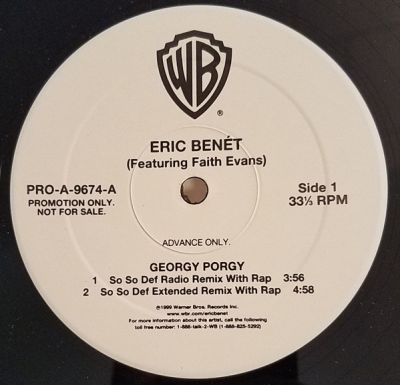 WB
®
ERIC BENÉT
(Featuring Faith Evans)
PRO-A-9674-A
PROMOTION ONLY.
NOT FOR SALE.
Side 1
33⅓ RPM
ADVANCE ONLY.
GEORGY PORGY
1 So So Def Radio Remix With Rap 3:56
2 So So Def Extended Remix With Rap 4:58
℗1999 Warner Bros. Records Inc.
www.wbr.com/ericbenet
For more information about this artist, call the following
toll free number: 1-888-talk-2-WB (1-888-825-5292)